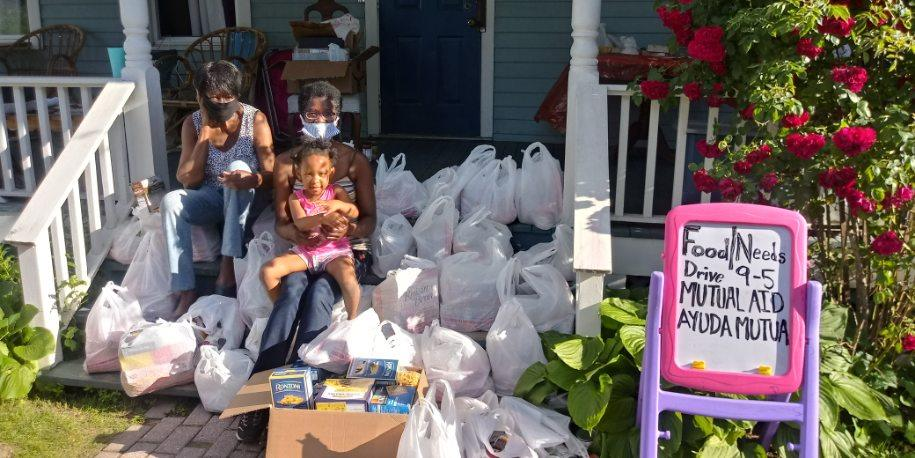 Food/Needs
Drive 9-5
MUTUAL AID
AYUDA MUTUA